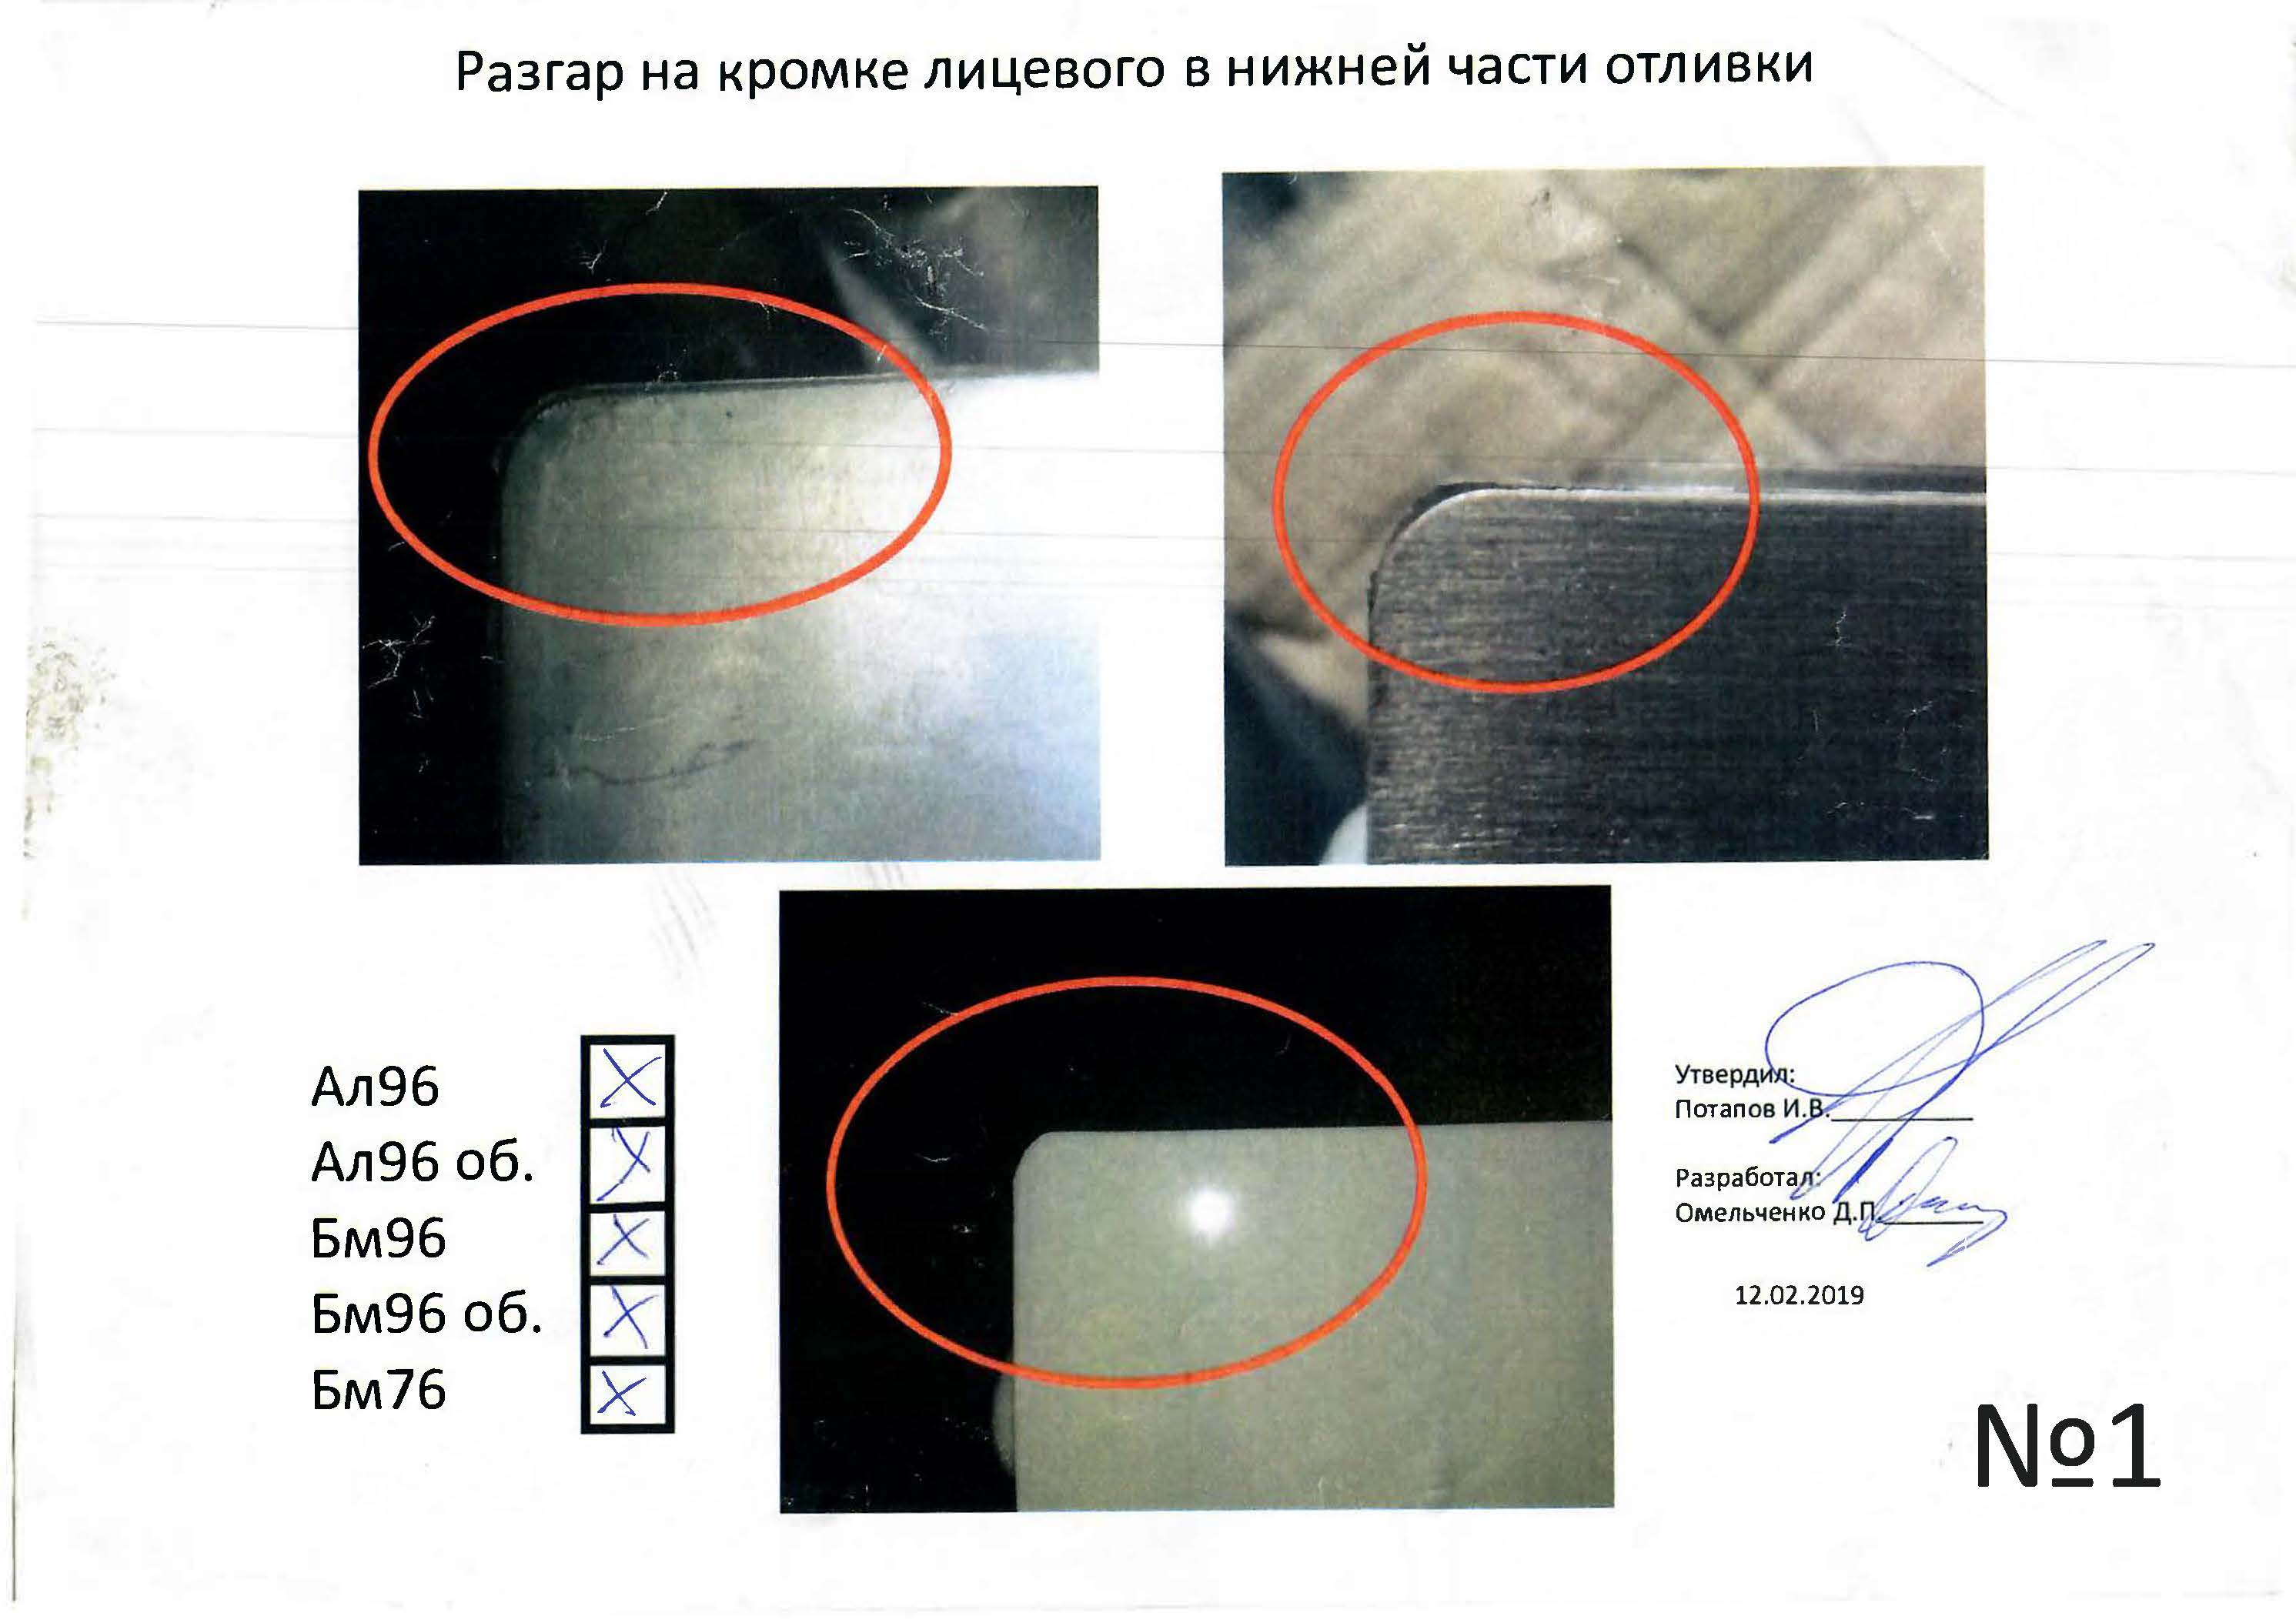 Разгар на кромке лицевого в нижней части отливки
Ал96
Ал96 об.
Бм96
Бм96 об.
Бм76
Утвердил:
Потапов И.В.
Разработал:
Омельченко Д.П.
12.02.2019
№1